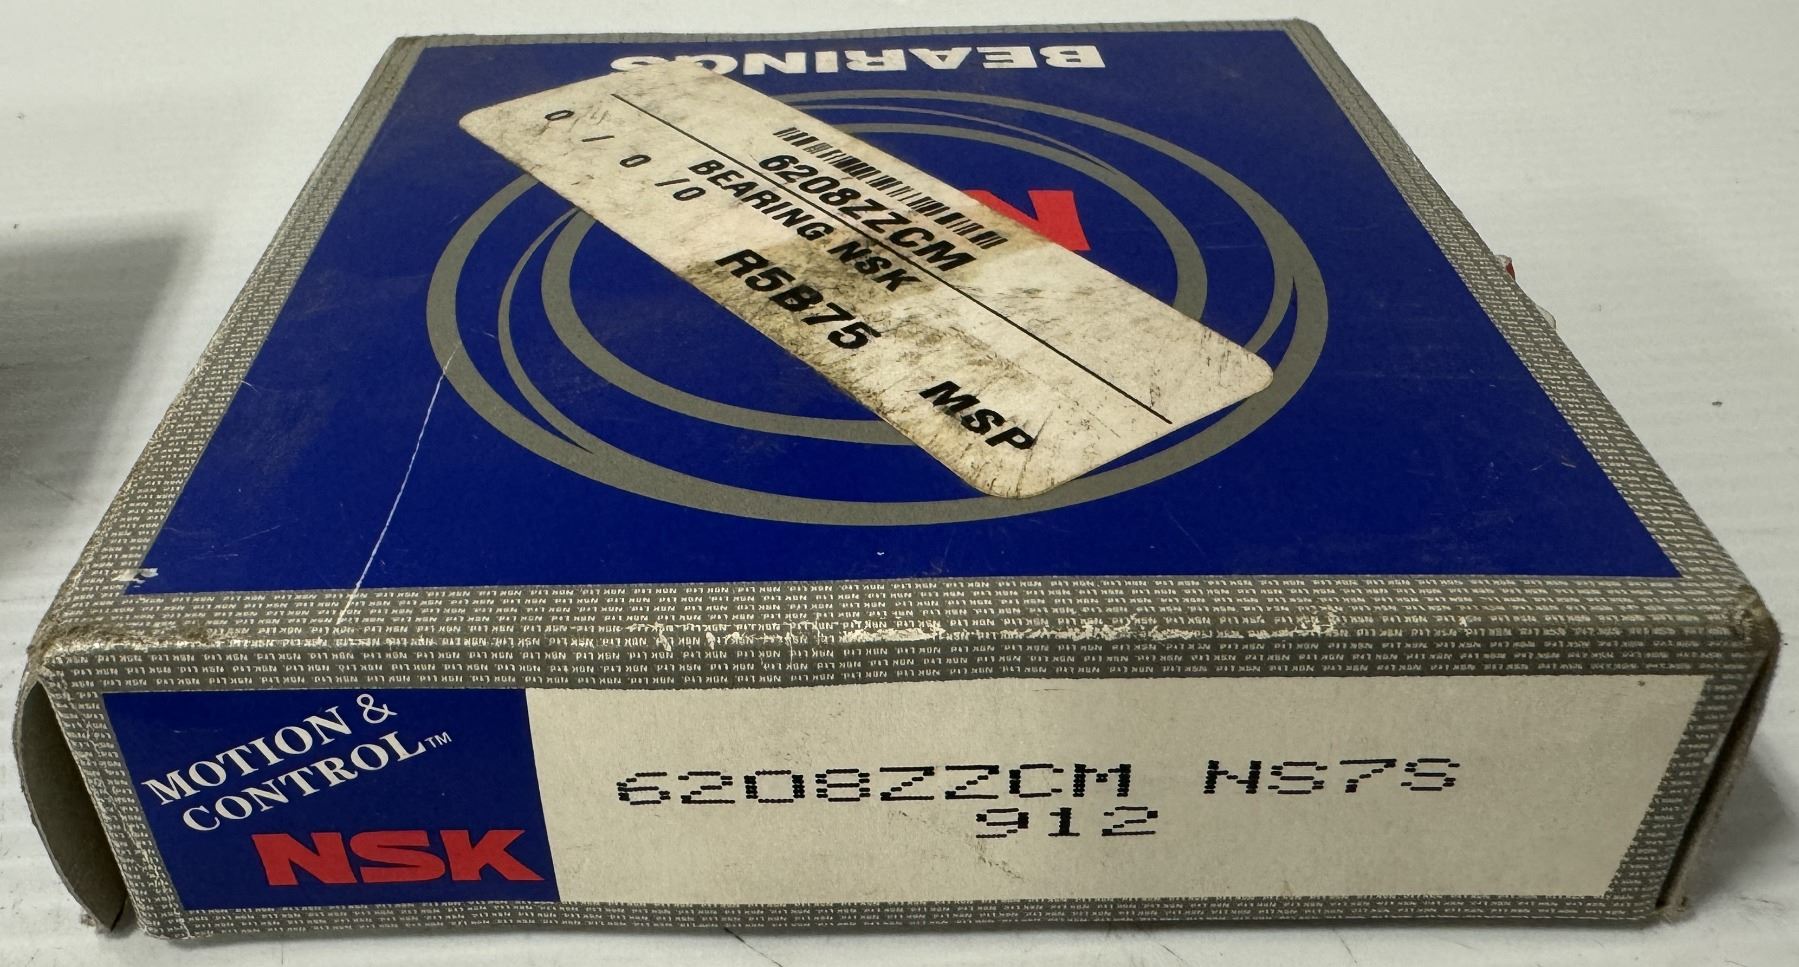 BEARINGS
N
6208ZZCM
BEARING NSK
0 / 0 /0
R5B75
MSP
MOTION &
CONTROL™
NSK
6208ZZCM NS7S
912